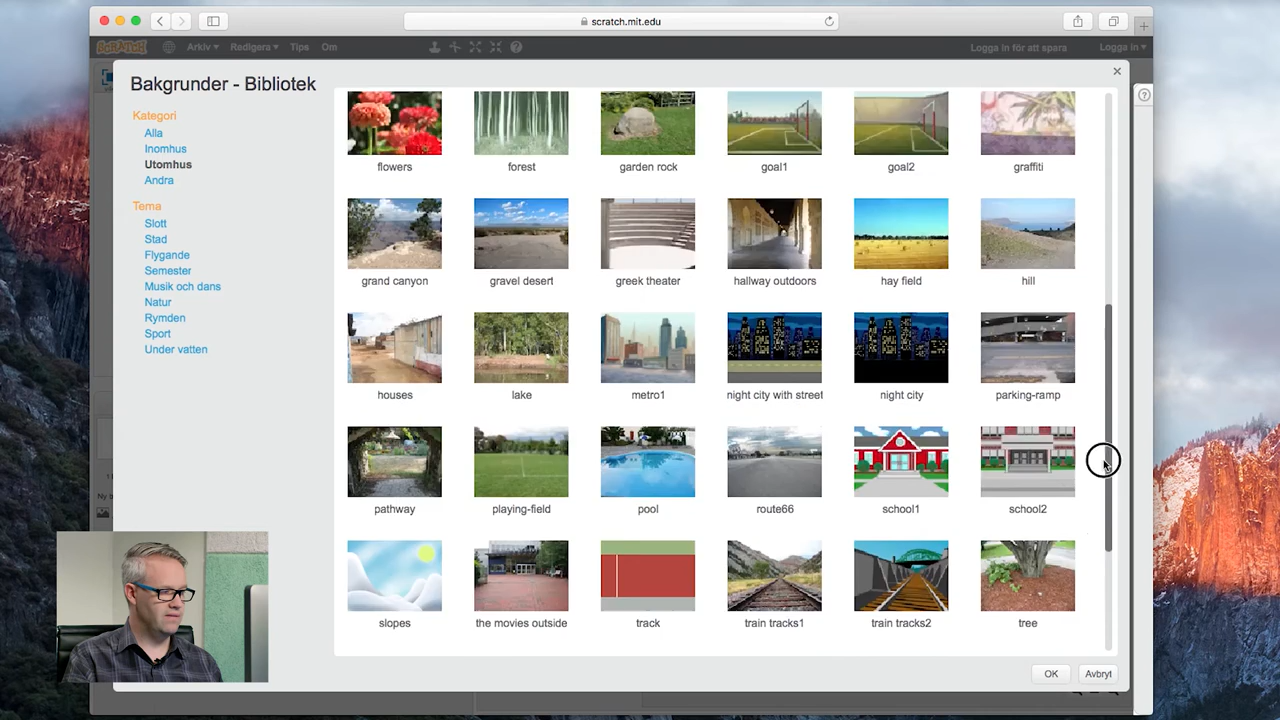 scratch.mit.edu
SCRATCH Arkiv Redigera Tips Om Logga in för att spara Logga in
Bakgrunder - Bibliotek
Kategori
Alla
Inomhus
Utomhus
Andra
Tema
Slott
Stad
Flygande
Semester
Musik och dans
Natur
Rymden
Sport
Under vatten
flowers forest garden rock goal1 goal2 graffiti
grand canyon gravel desert greek theater hallway outdoors hay field hill
houses lake metro1 night city with street night city parking-ramp
pathway playing-field pool route66 school1 school2
slopes the movies outside track train tracks1 train tracks2 tree
Ny
OK Avbryt